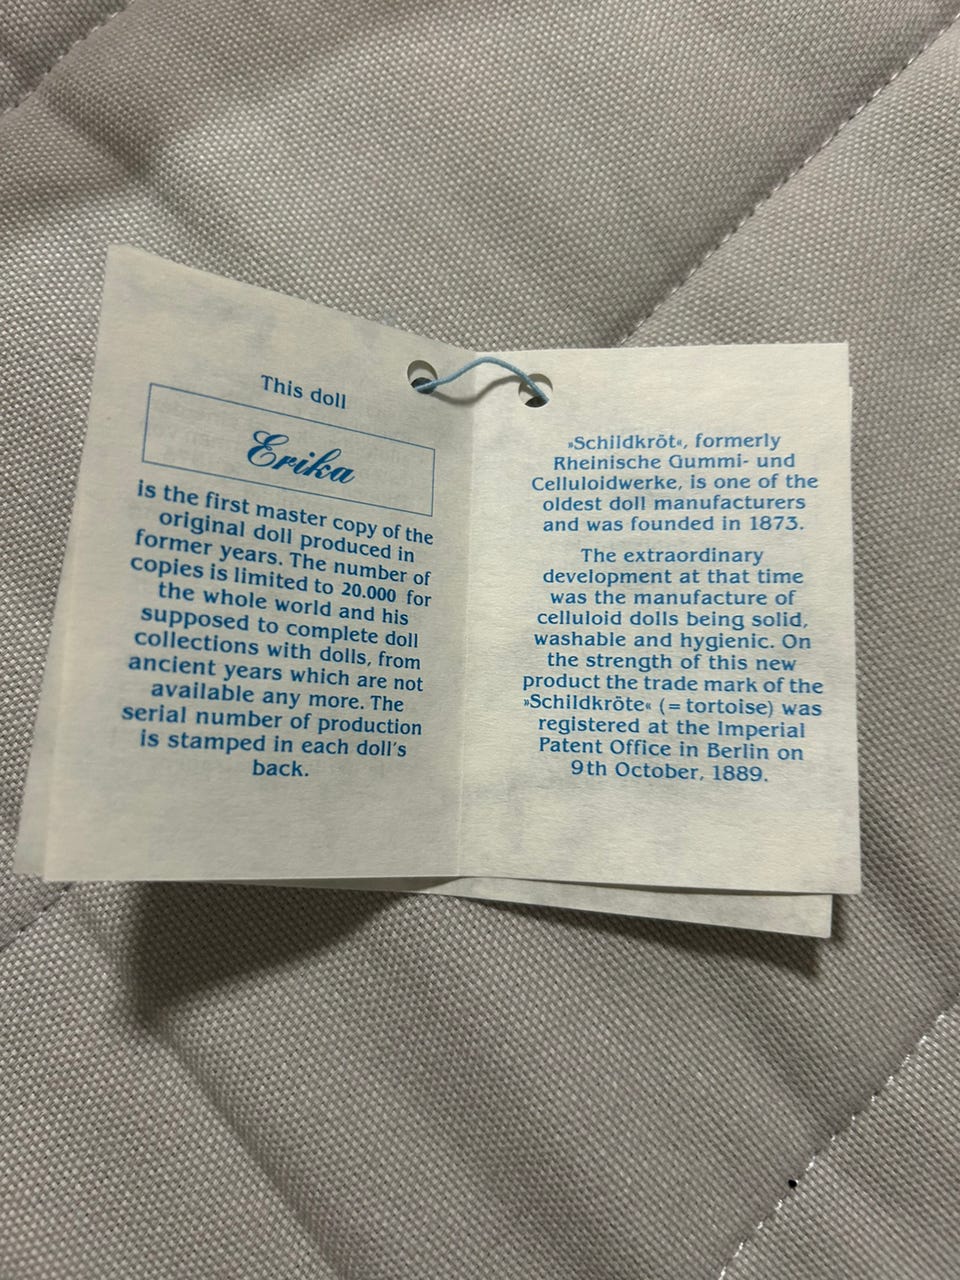 This doll
Erika
is the first master copy of the
original doll produced in
former years. The number of
copies is limited to 20.000 for
the whole world and his
supposed to complete doll
collections with dolls, from
ancient years which are not
available any more. The
serial number of production
is stamped in each doll's
back.
»Schildkröt«, formerly
Rheinische Gummi- und
Celluloidwerke, is one of the
oldest doll manufacturers
and was founded in 1873.
The extraordinary
development at that time
was the manufacture of
celluloid dolls being solid,
washable and hygienic. On
the strength of this new
product the trade mark of the
»Schildkröte« (= tortoise) was
registered at the Imperial
Patent Office in Berlin on
9th October, 1889.